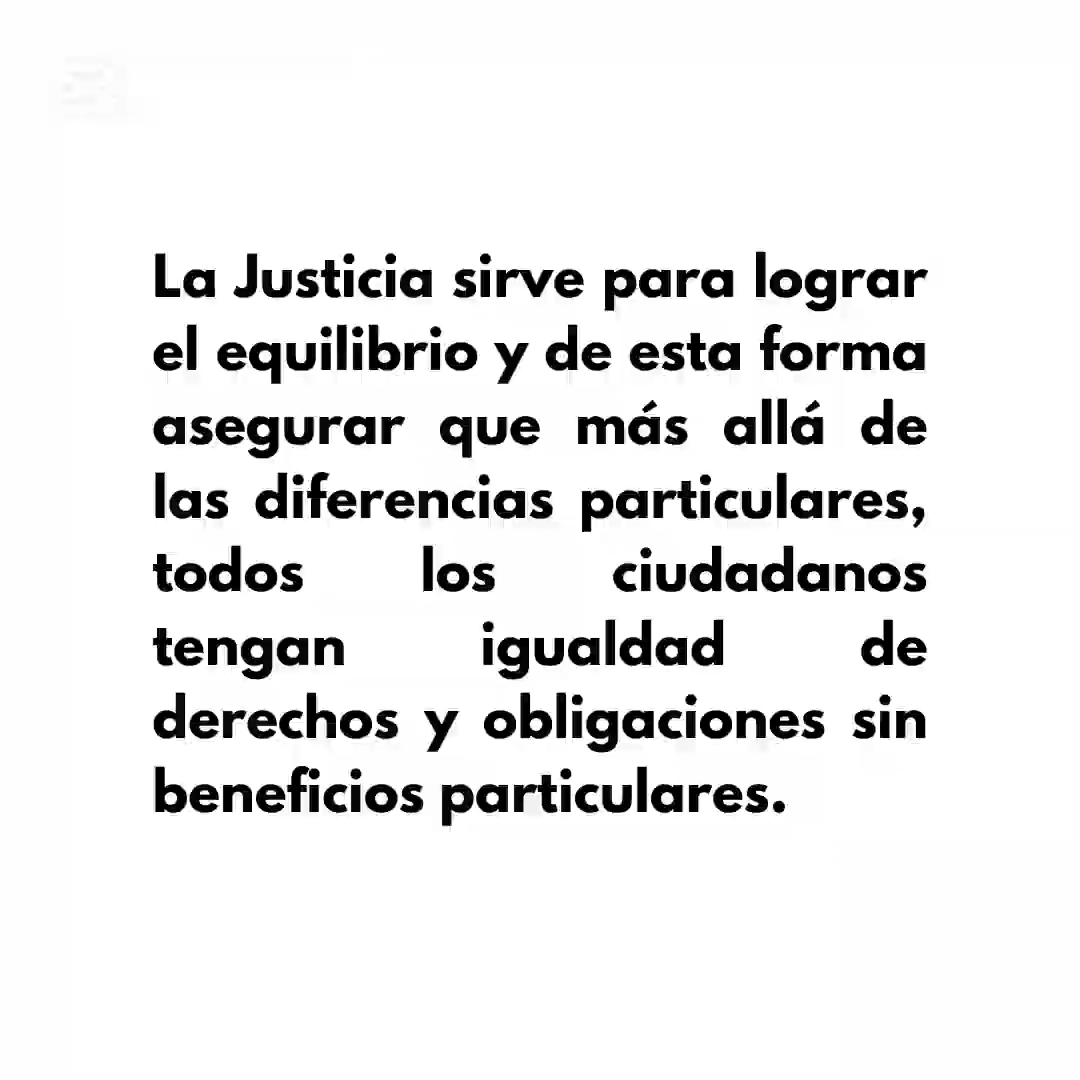 La Justicia sirve para lograr
el equilibrio y de esta forma
asegurar que más allá de
las diferencias particulares,
todos los ciudadanos
tengan igualdad de
derechos y obligaciones sin
beneficios particulares.